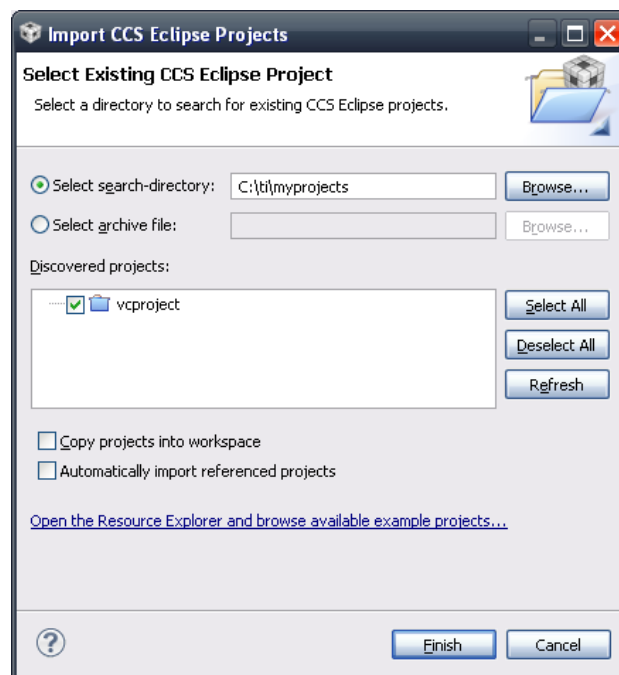 Import CCS Eclipse Projects
Select Existing CCS Eclipse Project
Select a directory to search for existing CCS Eclipse projects.
Select search-directory: C:\ti\myprojects Browse...
Select archive file: Browse...
Discovered projects:
vcproject
Select All
Deselect All
Refresh
Copy projects into workspace
Automatically import referenced projects
Open the Resource Explorer and browse available example projects...
? Finish Cancel